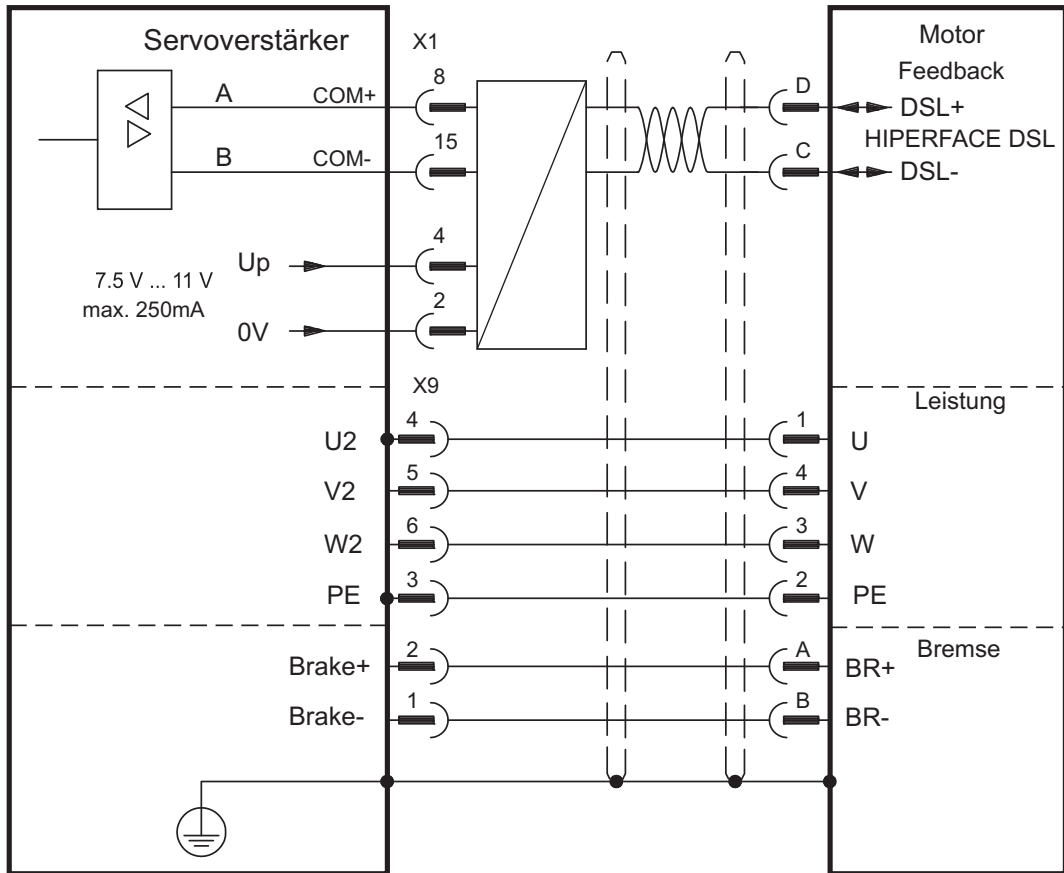 Servoverstärker
X1
Motor
Feedback
A
COM+
8
D
DSL+
HIPERFACE DSL
B
COM-
15
C
DSL-
Up
4
7.5 V ... 11 V
max. 250mA
0V
2
X9
Leistung
U2
4
1
U
V2
5
4
V
W2
6
3
W
PE
3
2
PE
Bremse
Brake+
2
A
BR+
Brake-
1
B
BR-